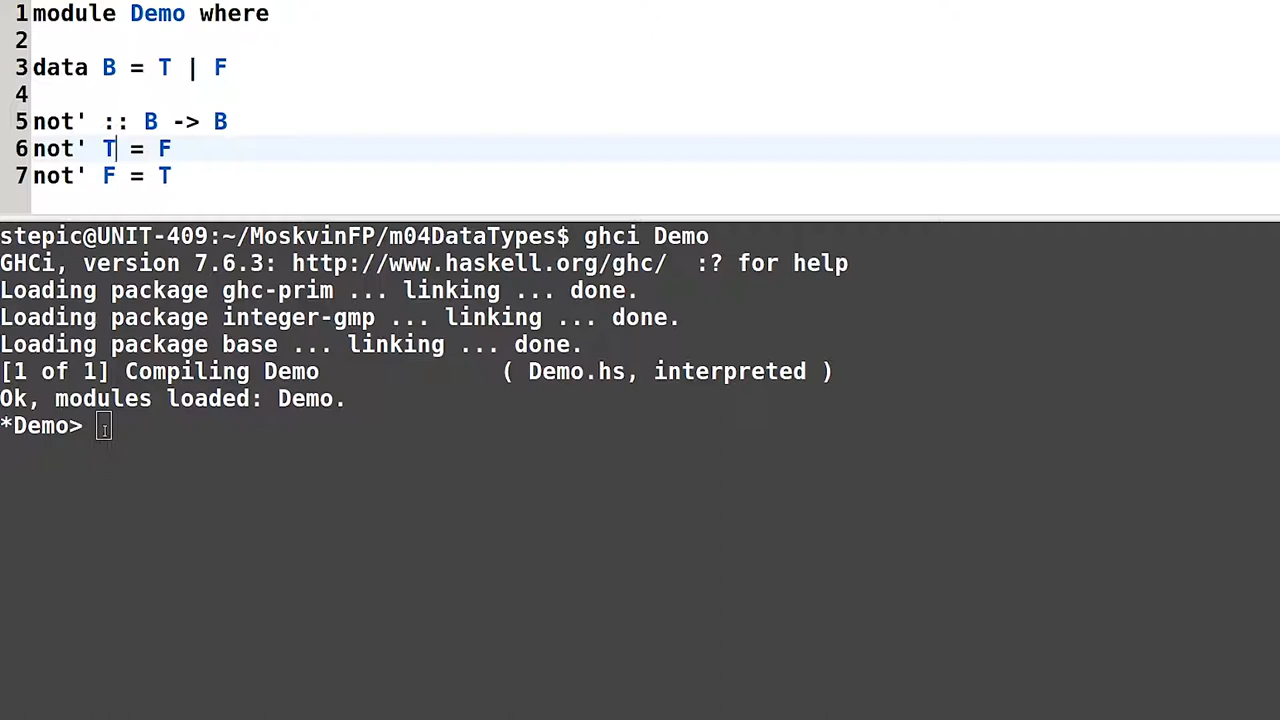 1 module Demo where
2
3 data B = T | F
4
5 not' :: B -> B
6 not' T = F
7 not' F = T
stepic@UNIT-409:~/MoskvinFP/m04DataTypes$ ghci Demo
GHCi, version 7.6.3: http://www.haskell.org/ghc/  :? for help
Loading package ghc-prim ... linking ... done.
Loading package integer-gmp ... linking ... done.
Loading package base ... linking ... done.
[1 of 1] Compiling Demo             ( Demo.hs, interpreted )
Ok, modules loaded: Demo.
*Demo>